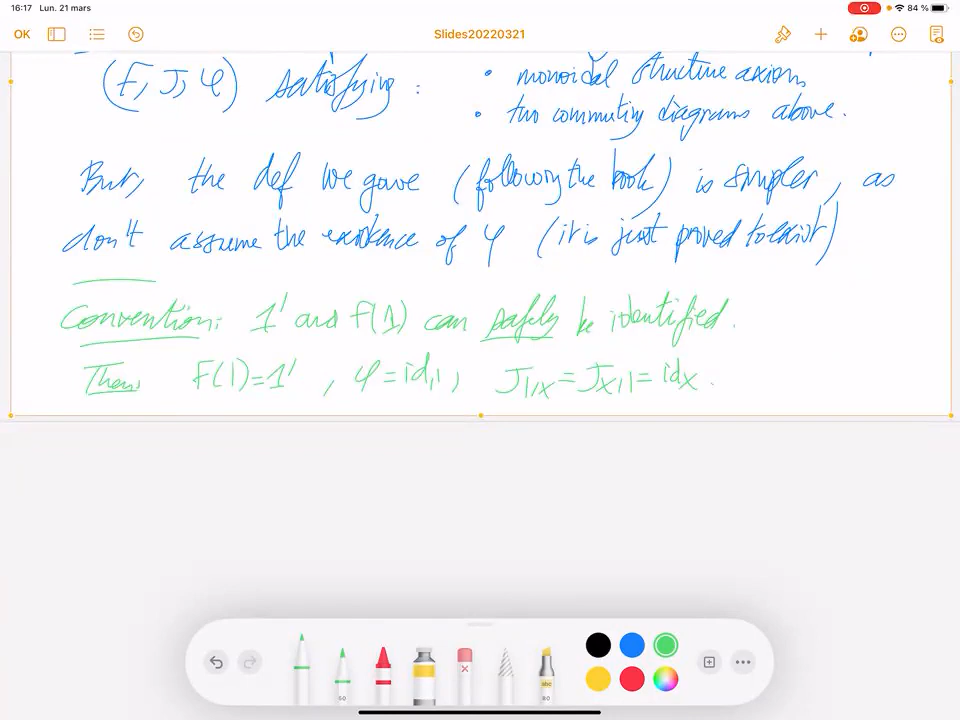 16:17 Lun. 21 mars 84 %
OK Slides20220321
(F, J, φ) satisfying : • monoidal structure axioms
• two commuting diagrams above.
But, the def we gave (following the book) is simpler, as
don't assume the existence of φ (it is just proved to exist)
Convention: 1' and F(1) can safely be identified.
Then F(1)=1', φ=id₁, J₁,X = JX,1 = idX.